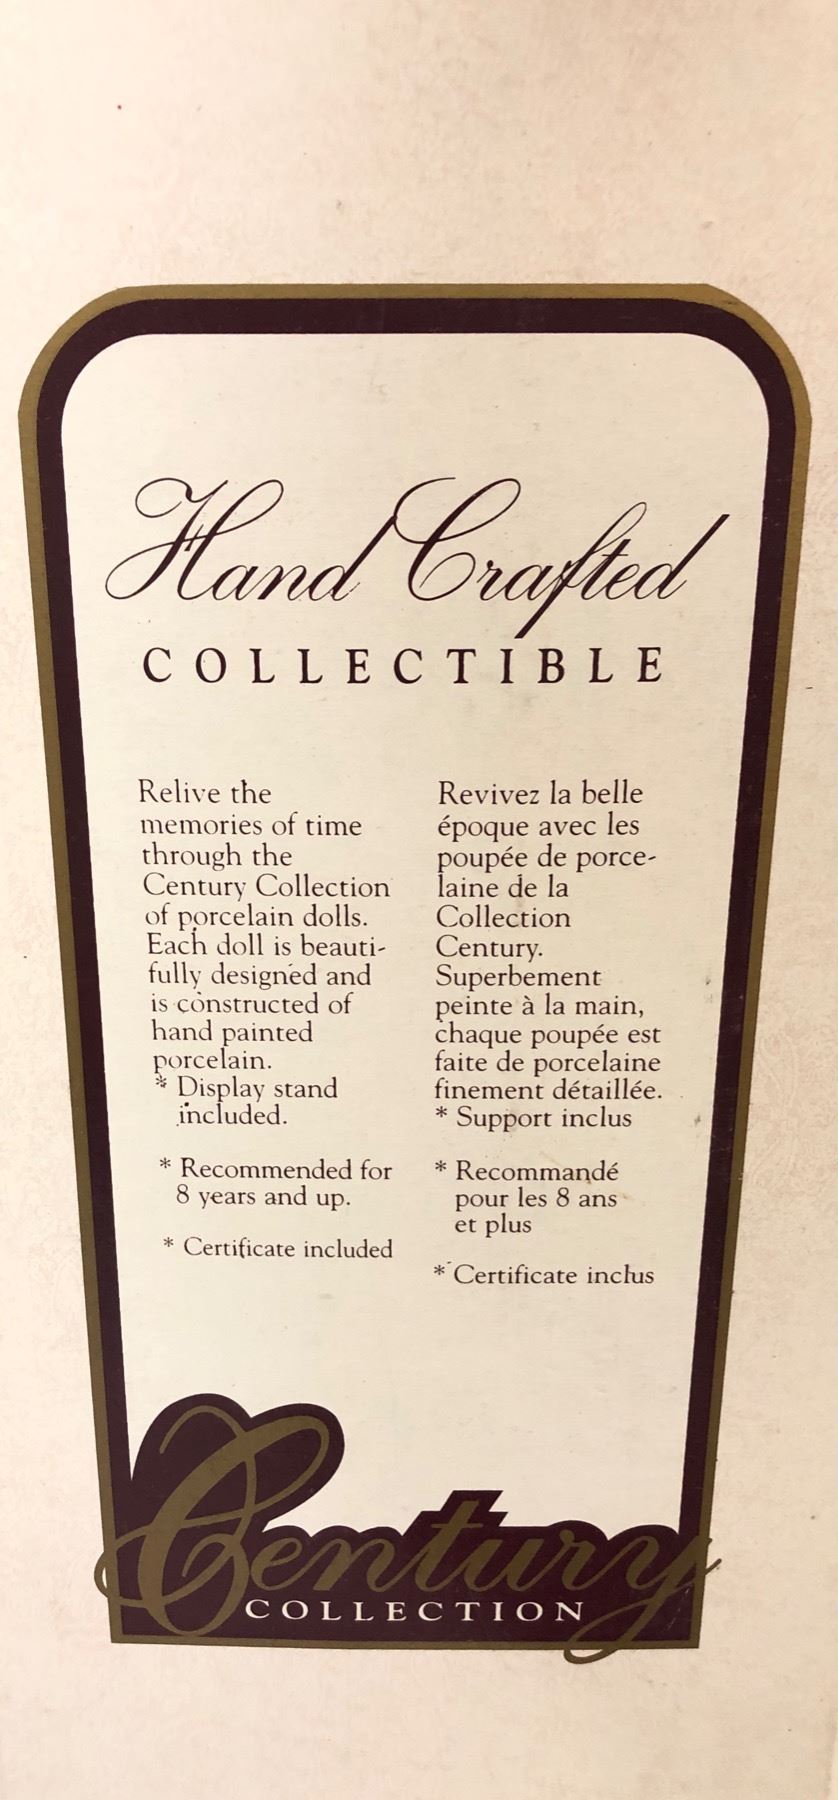 Hand Crafted
COLLECTIBLE
Relive the
memories of time
through the
Century Collection
of porcelain dolls.
Each doll is beauti-
fully designed and
is constructed of
hand painted
porcelain.
* Display stand
included.
* Recommended for
8 years and up.
* Certificate included
Revivez la belle
époque avec les
poupée de porce-
laine de la
Collection
Century.
Superbement
peinte à la main,
chaque poupée est
faite de porcelaine
finement détaillée.
* Support inclus
* Recommandé
pour les 8 ans
et plus
* Certificate inclus
Century
COLLECTION